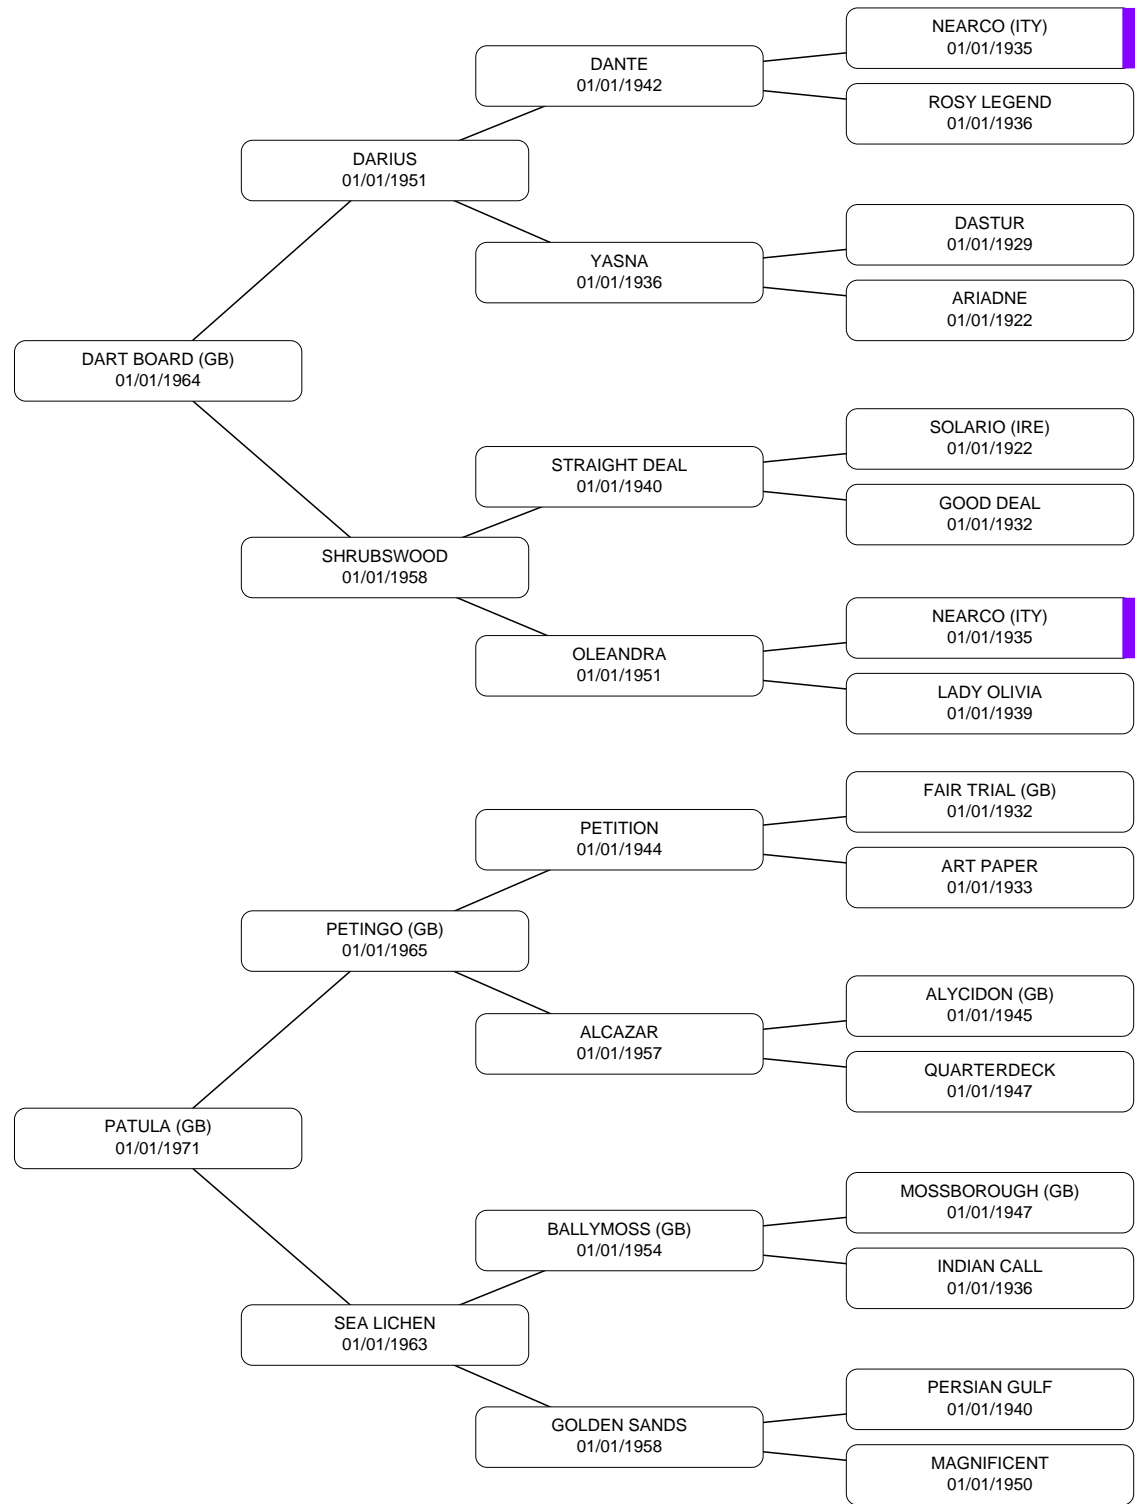 NEARCO (ITY)
01/01/1935
DANTE
01/01/1942
ROSY LEGEND
01/01/1936
DARIUS
01/01/1951
DASTUR
01/01/1929
YASNA
01/01/1936
ARIADNE
01/01/1922
DART BOARD (GB)
01/01/1964
SOLARIO (IRE)
01/01/1922
STRAIGHT DEAL
01/01/1940
GOOD DEAL
01/01/1932
SHRUBSWOOD
01/01/1958
NEARCO (ITY)
01/01/1935
OLEANDRA
01/01/1951
LADY OLIVIA
01/01/1939
FAIR TRIAL (GB)
01/01/1932
PETITION
01/01/1944
ART PAPER
01/01/1933
PETINGO (GB)
01/01/1965
ALYCIDON (GB)
01/01/1945
ALCAZAR
01/01/1957
QUARTERDECK
01/01/1947
PATULA (GB)
01/01/1971
MOSSBOROUGH (GB)
01/01/1947
BALLYMOSS (GB)
01/01/1954
INDIAN CALL
01/01/1936
SEA LICHEN
01/01/1963
PERSIAN GULF
01/01/1940
GOLDEN SANDS
01/01/1958
MAGNIFICENT
01/01/1950